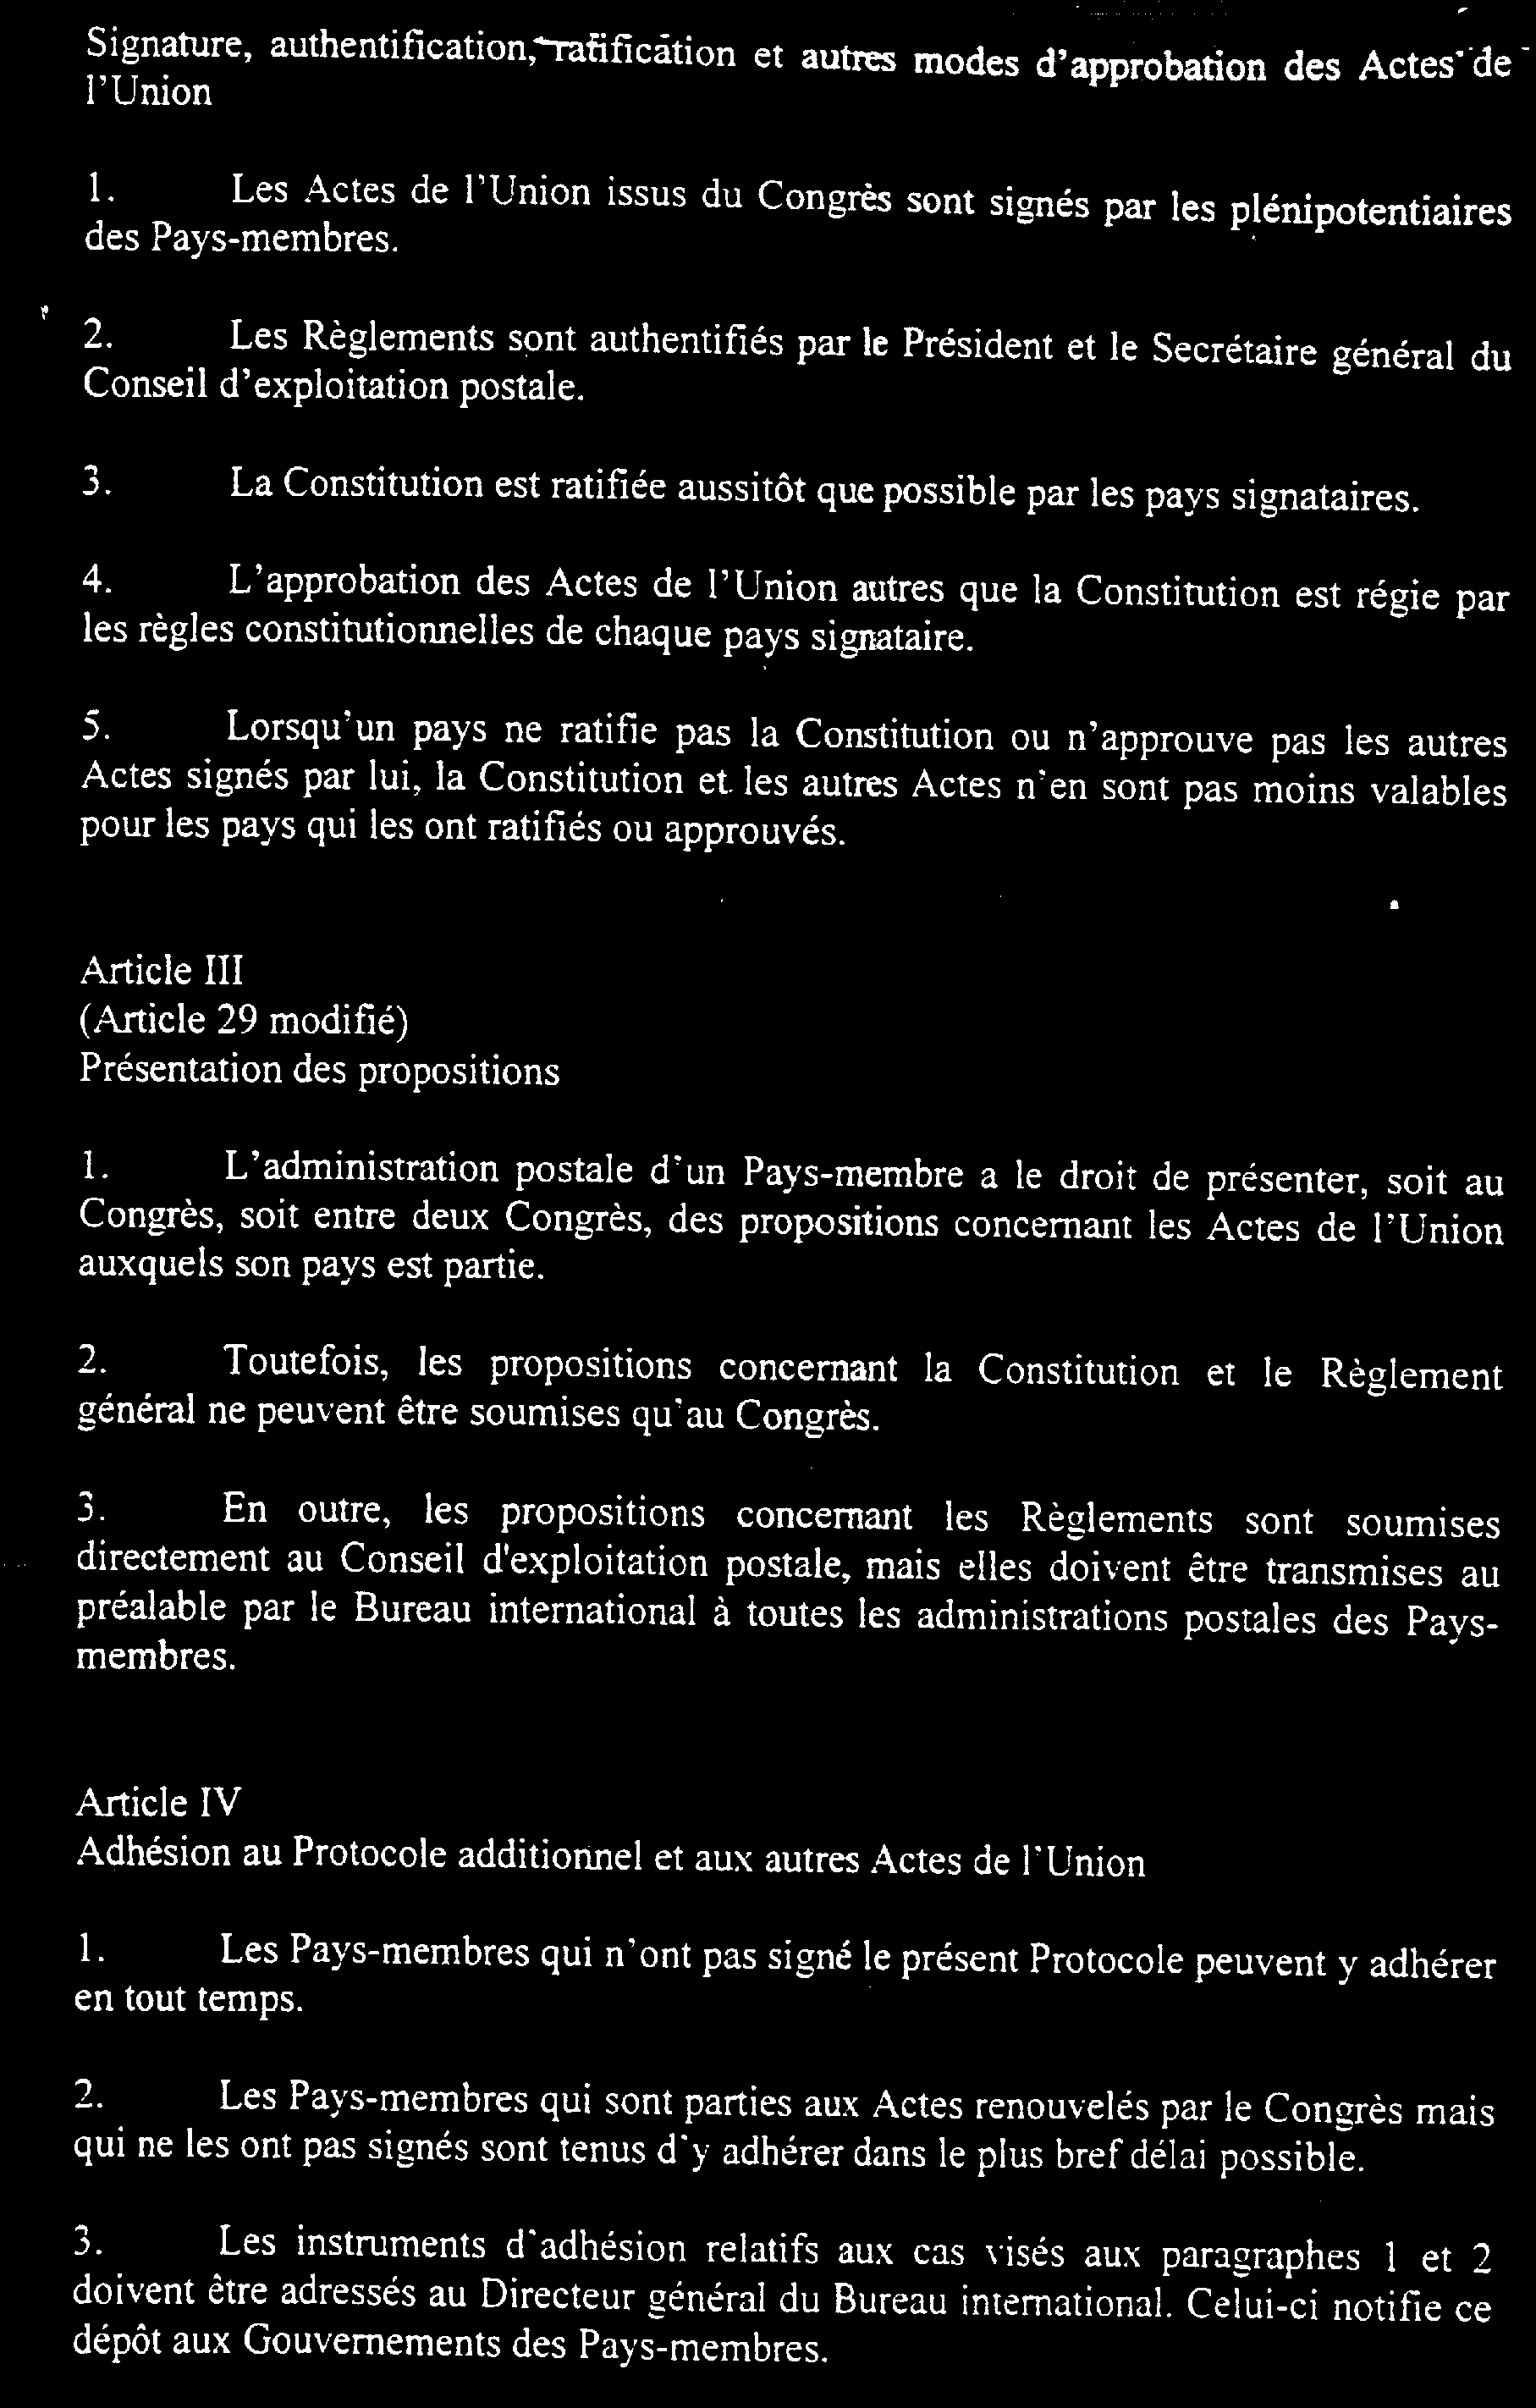 Signature, authentification, ratification et autres modes d'approbation des Actes de
l'Union
1. Les Actes de l'Union issus du Congrès sont signés par les plénipotentiaires
des Pays-membres.
2. Les Règlements sont authentifiés par le Président et le Secrétaire général du
Conseil d'exploitation postale.
3. La Constitution est ratifiée aussitôt que possible par les pays signataires.
4. L'approbation des Actes de l'Union autres que la Constitution est régie par
les règles constitutionnelles de chaque pays signataire.
5. Lorsqu'un pays ne ratifie pas la Constitution ou n'approuve pas les autres
Actes signés par lui, la Constitution et les autres Actes n'en sont pas moins valables
pour les pays qui les ont ratifiés ou approuvés.
Article III
(Article 29 modifié)
Présentation des propositions
1. L'administration postale d'un Pays-membre a le droit de présenter, soit au
Congrès, soit entre deux Congrès, des propositions concernant les Actes de l'Union
auxquels son pays est partie.
2. Toutefois, les propositions concernant la Constitution et le Règlement
général ne peuvent être soumises qu'au Congrès.
3. En outre, les propositions concernant les Règlements sont soumises
directement au Conseil d'exploitation postale, mais elles doivent être transmises au
préalable par le Bureau international à toutes les administrations postales des Pays-
membres.
Article IV
Adhésion au Protocole additionnel et aux autres Actes de l'Union
1. Les Pays-membres qui n'ont pas signé le présent Protocole peuvent y adhérer
en tout temps.
2. Les Pays-membres qui sont parties aux Actes renouvelés par le Congrès mais
qui ne les ont pas signés sont tenus d'y adhérer dans le plus bref délai possible.
3. Les instruments d'adhésion relatifs aux cas visés aux paragraphes 1 et 2
doivent être adressés au Directeur général du Bureau international. Celui-ci notifie ce
dépôt aux Gouvernements des Pays-membres.